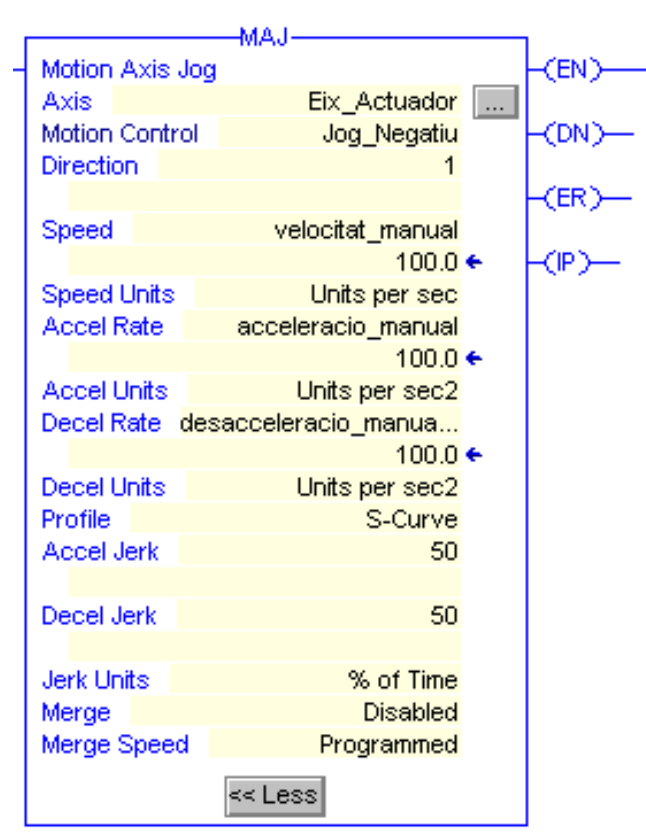 MAJ
Motion Axis Jog (EN)
Axis Eix_Actuador ...
Motion Control Jog_Negatiu (DN)
Direction 1
(ER)
Speed velocitat_manual
100.0 (IP)
Speed Units Units per sec
Accel Rate acceleracio_manual
100.0
Accel Units Units per sec2
Decel Rate desacceleracio_manua...
100.0
Decel Units Units per sec2
Profile S-Curve
Accel Jerk 50
Decel Jerk 50
Jerk Units % of Time
Merge Disabled
Merge Speed Programmed
<< Less